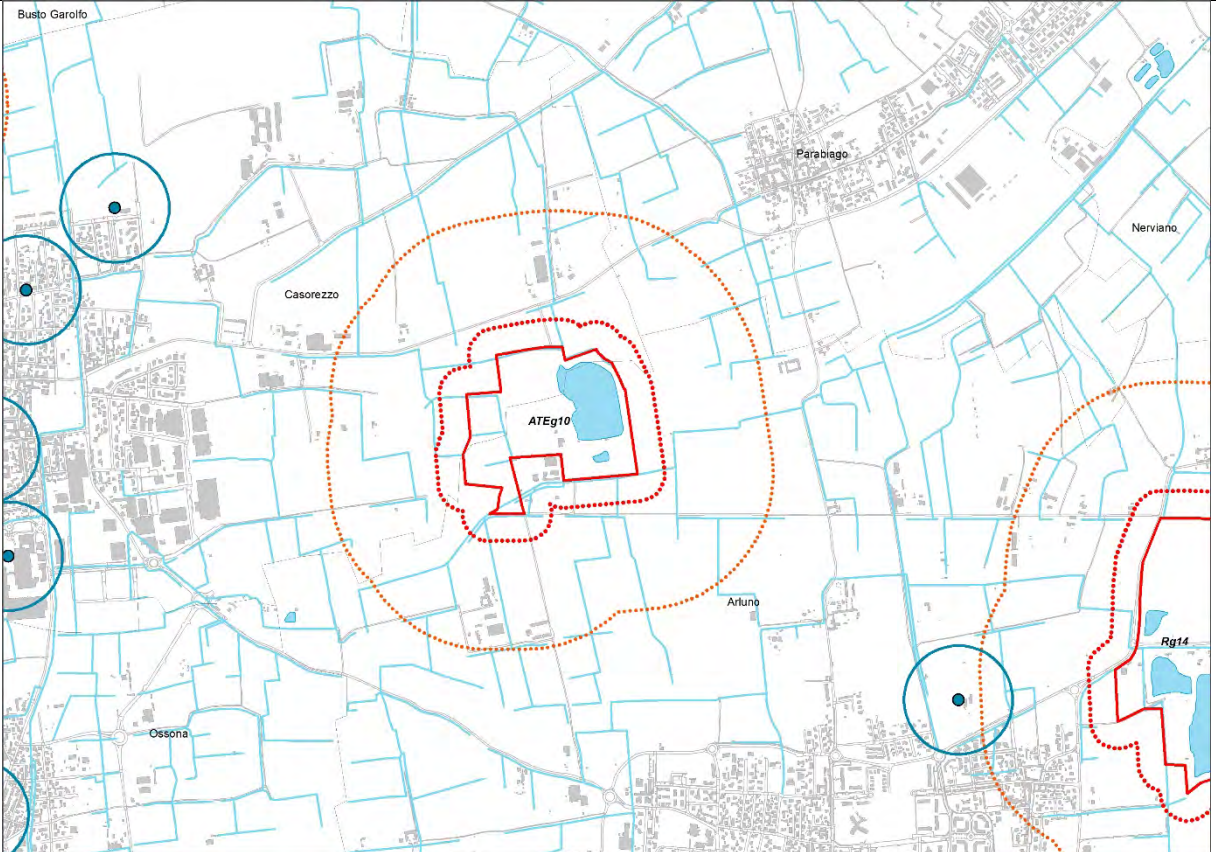 Busto Garolfo
Parabiago
Nerviano
Casorezzo
ATEg10
Arluno
Rg14
Ossona